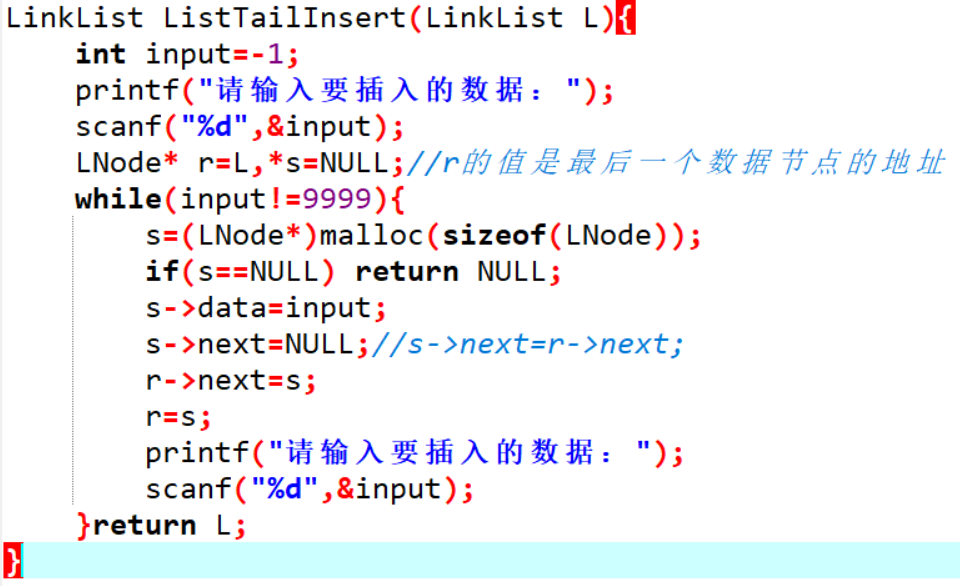 LinkList ListTailInsert(LinkList L){
    int input=-1;
    printf("请输入要插入的数据：");
    scanf("%d",&input);
    LNode* r=L,*s=NULL;//r的值是最后一个数据节点的地址
    while(input!=9999){
        s=(LNode*)malloc(sizeof(LNode));
        if(s==NULL) return NULL;
        s->data=input;
        s->next=NULL;//s->next=r->next;
        r->next=s;
        r=s;
        printf("请输入要插入的数据：");
        scanf("%d",&input);
    }return L;
}